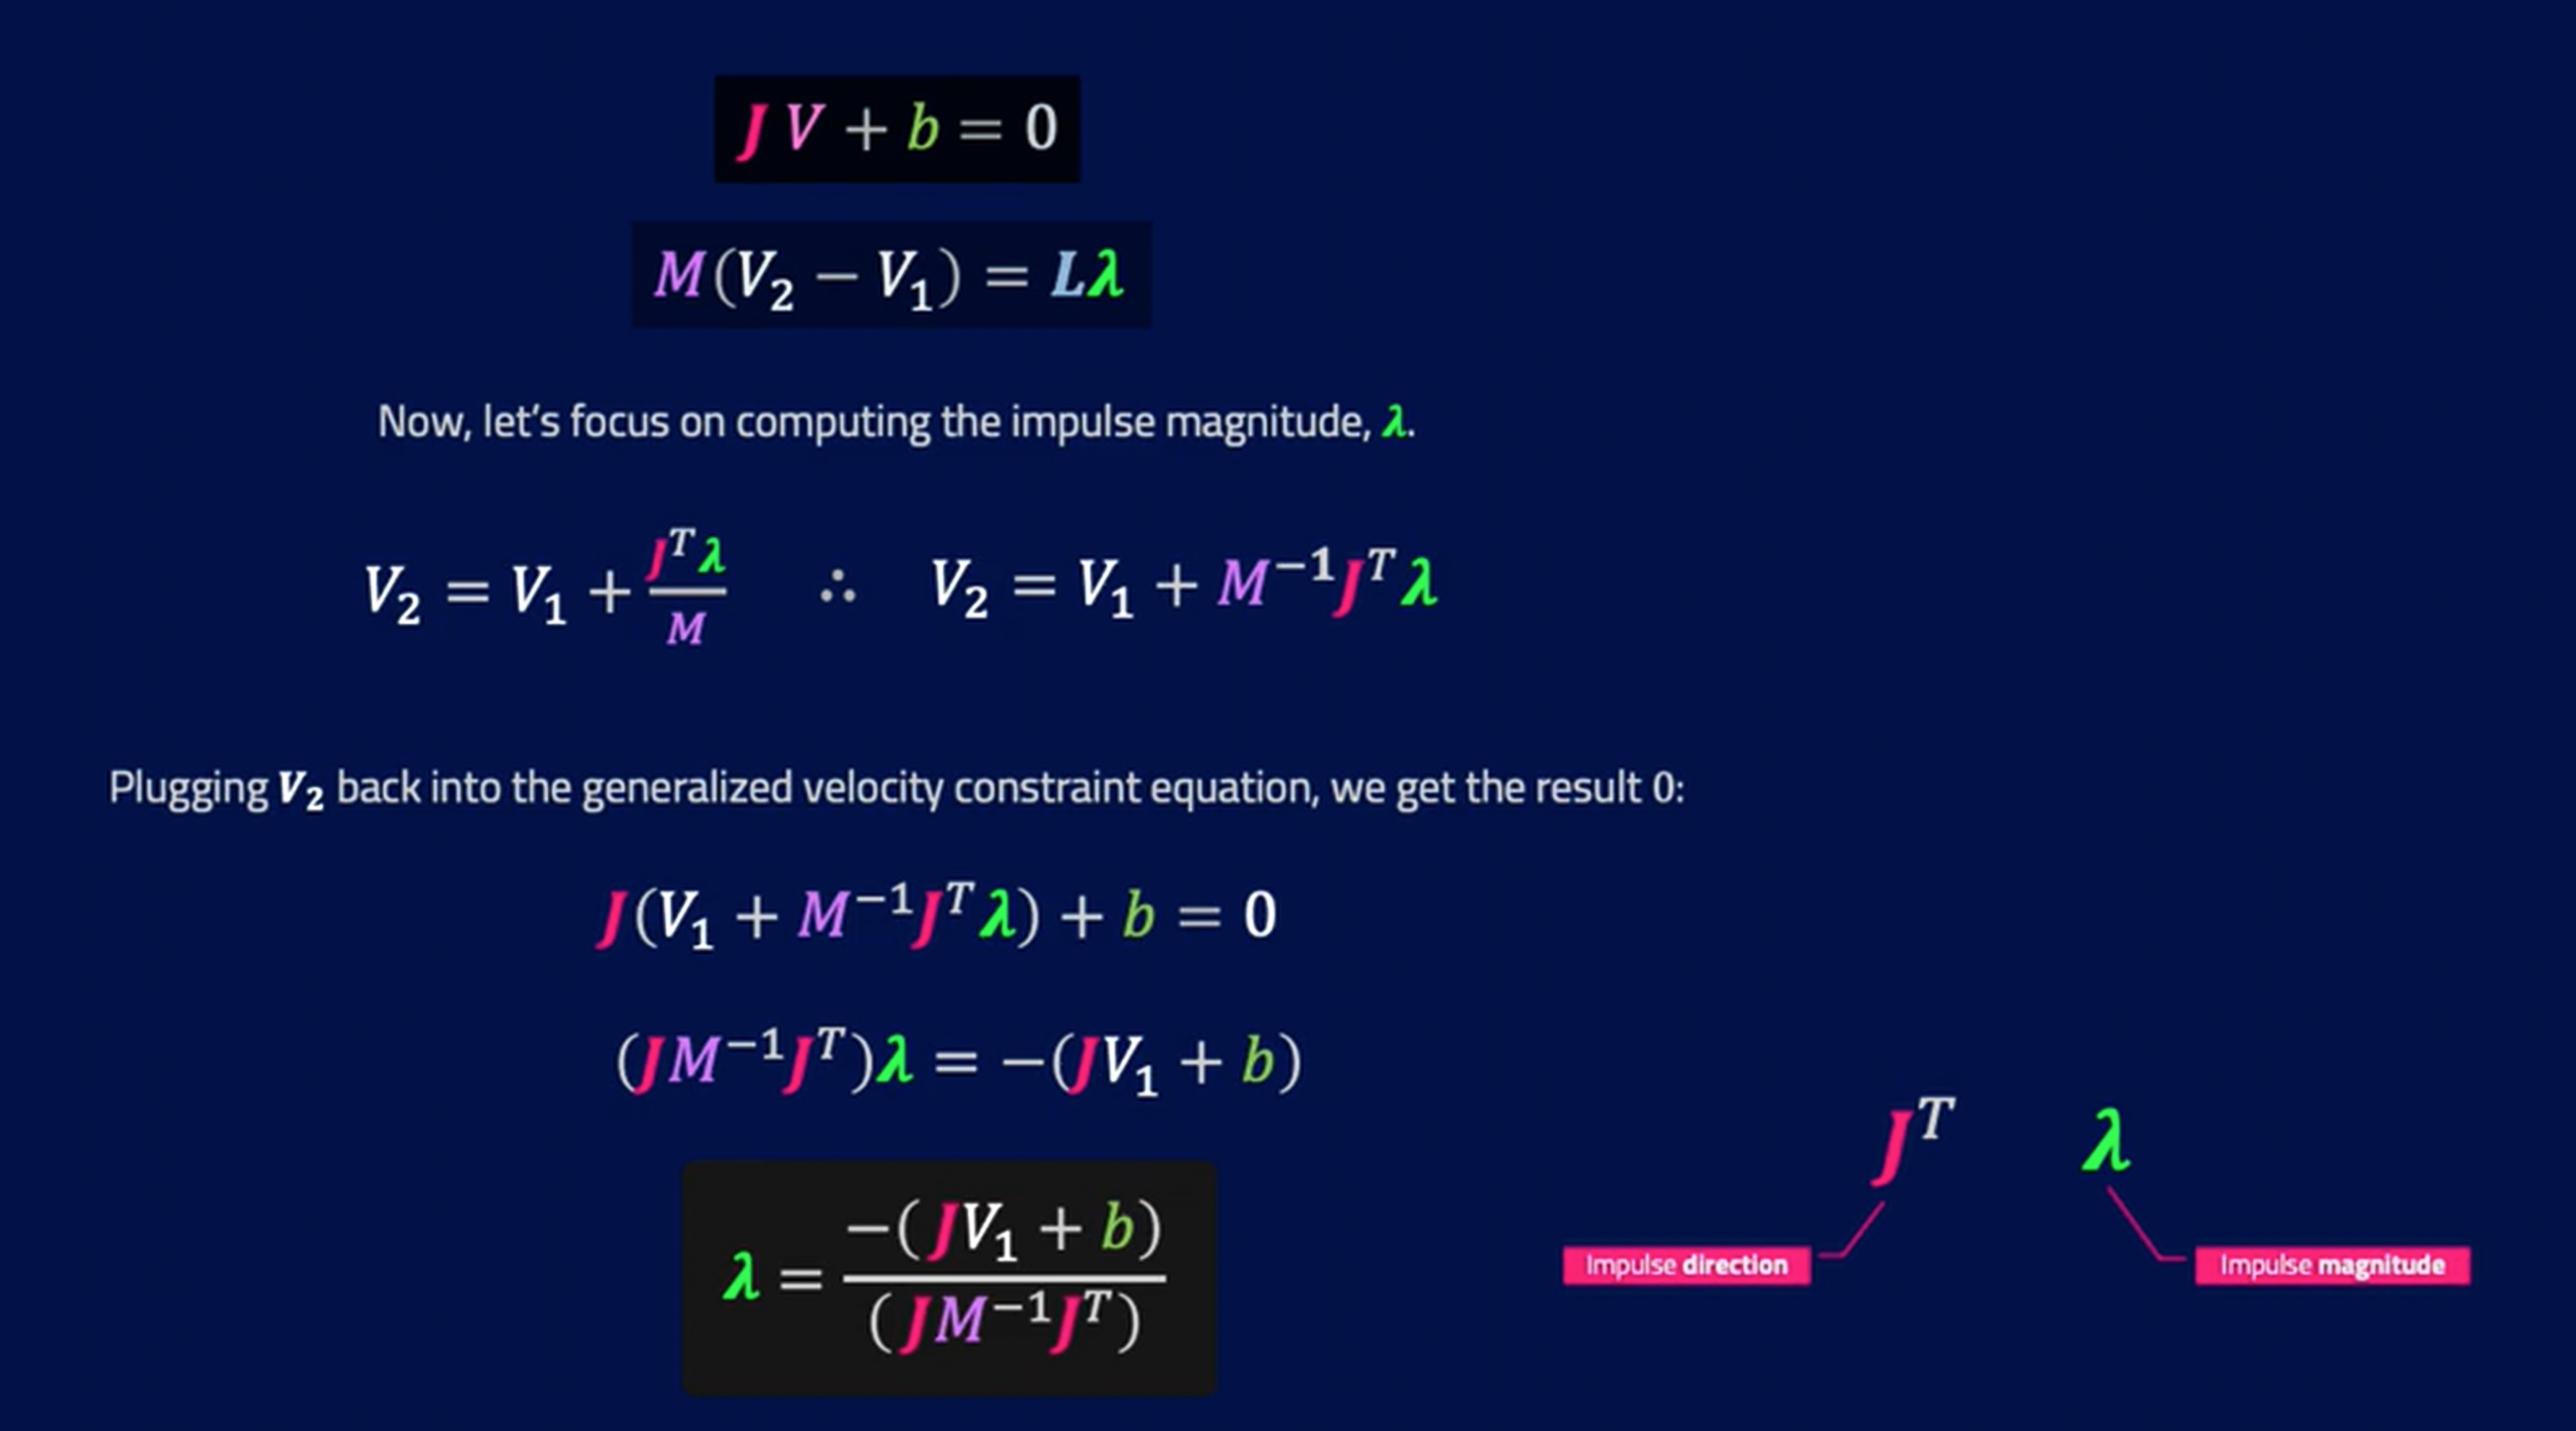 J V + b = 0
M(V₂ − V₁) = Lλ
Now, let's focus on computing the impulse magnitude, λ.
V₂ = V₁ + Jᵀλ / M ∴ V₂ = V₁ + M⁻¹Jᵀλ
Plugging V₂ back into the generalized velocity constraint equation, we get the result 0:
J(V₁ + M⁻¹Jᵀλ) + b = 0
(JM⁻¹Jᵀ)λ = −(JV₁ + b)
λ = −( JV₁ + b) / ( JM⁻¹Jᵀ)
Jᵀ λ
Impulse direction
Impulse magnitude